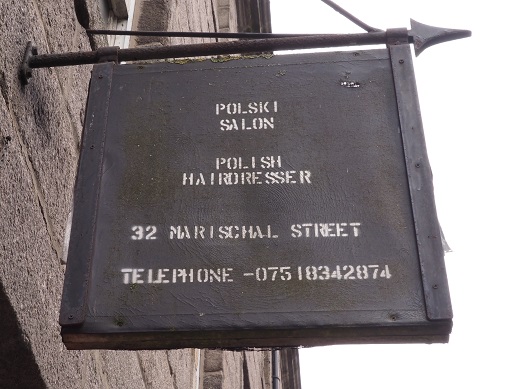 POLSKI
SALON
POLISH
HAIRDRESSER
32 MARISCHAL STREET
TELEPHONE -07518342874